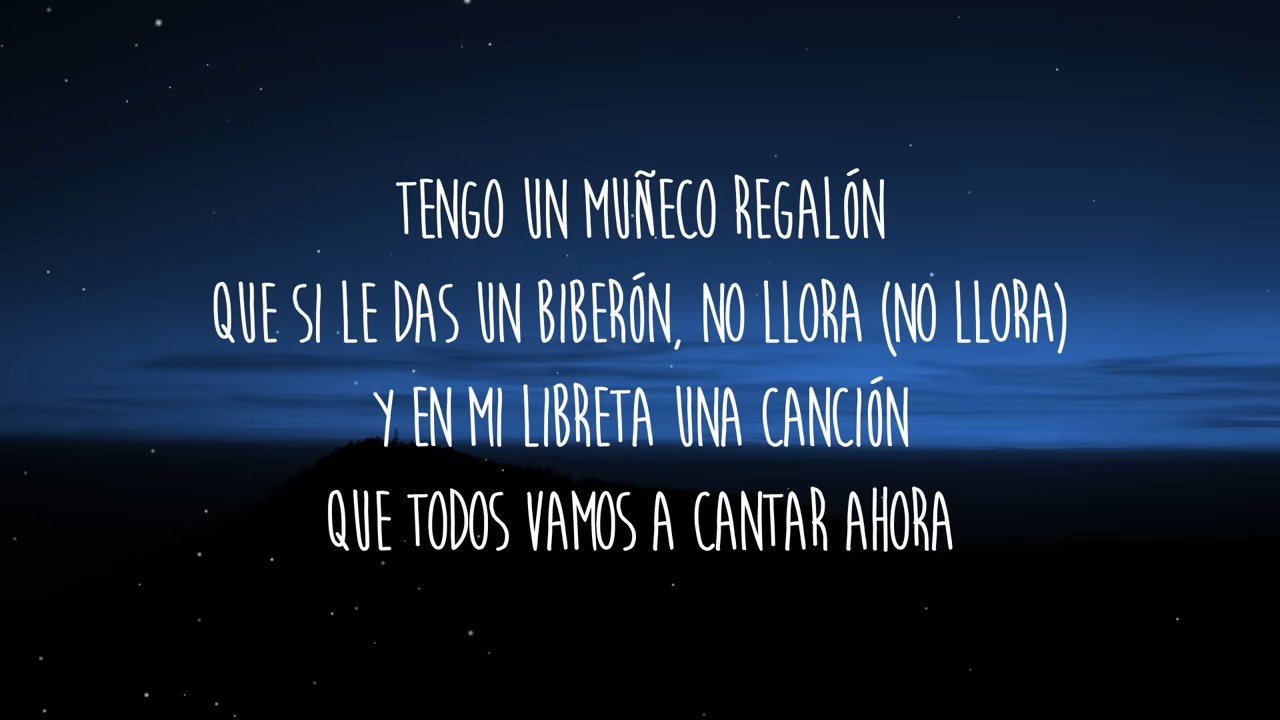 TENGO UN MUÑECO REGALÓN
QUE SI LE DAS UN BIBERÓN, NO LLORA (NO LLORA)
Y EN MI LIBRETA UNA CANCIÓN
QUE TODOS VAMOS A CANTAR AHORA